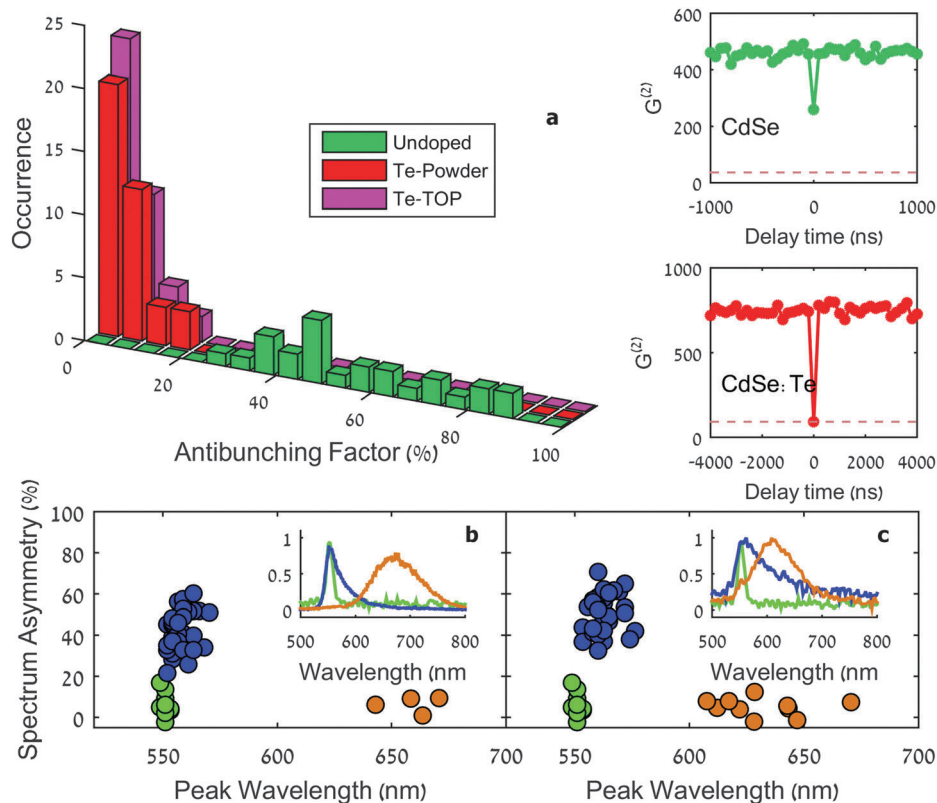 25
20
15
10
5
0
Occurrence
0
20
40
60
80
100
Antibunching Factor (%)
Undoped
Te-Powder
Te-TOP
a
600
400
200
0
G(2)
CdSe
-1000
0
1000
Delay time (ns)
1000
500
0
G(2)
CdSe:Te
-4000
-2000
0
2000
4000
Delay time (ns)
Spectrum Asymmetry (%)
100
80
60
40
20
0
b
1
0.5
0
500
600
700
800
Wavelength (nm
550
600
650
700
Peak Wavelength (nm)
c
1
0.5
0
500
600
700
800
Wavelength (nm
550
600
650
700
Peak Wavelength (nm)